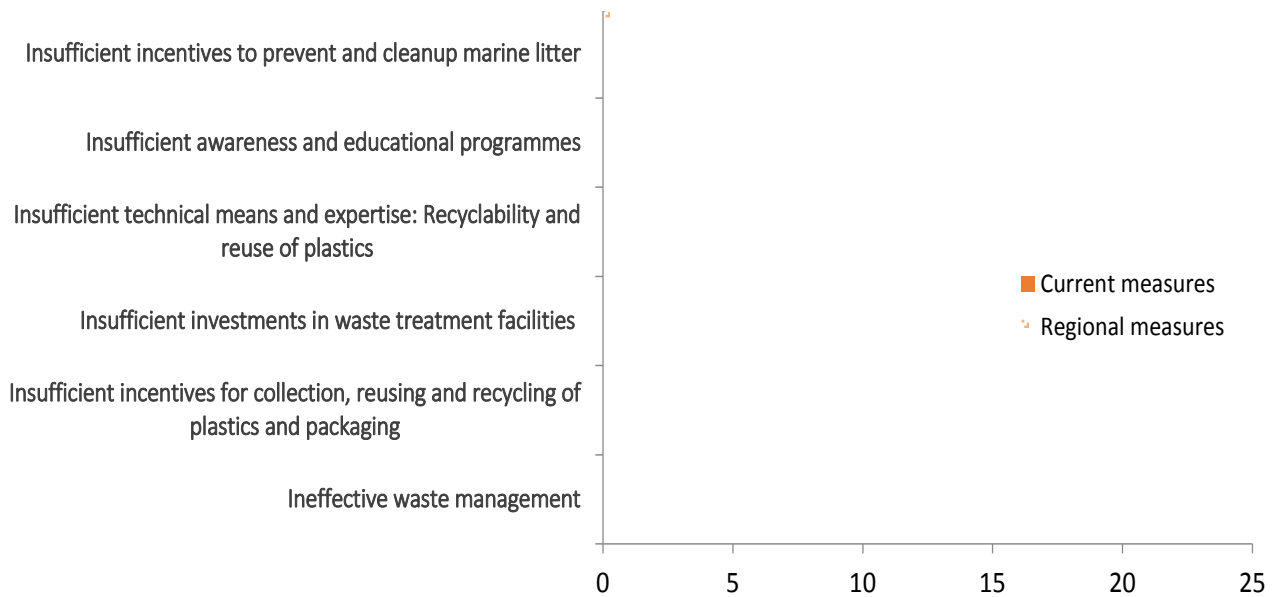 Insufficient incentives to prevent and cleanup marine litter
Insufficient awareness and educational programmes
Insufficient technical means and expertise: Recyclability and
reuse of plastics
Insufficient investments in waste treatment facilities
Insufficient incentives for collection, reusing and recycling of
plastics and packaging
Ineffective waste management
Current measures
Regional measures
0 5 10 15 20 25